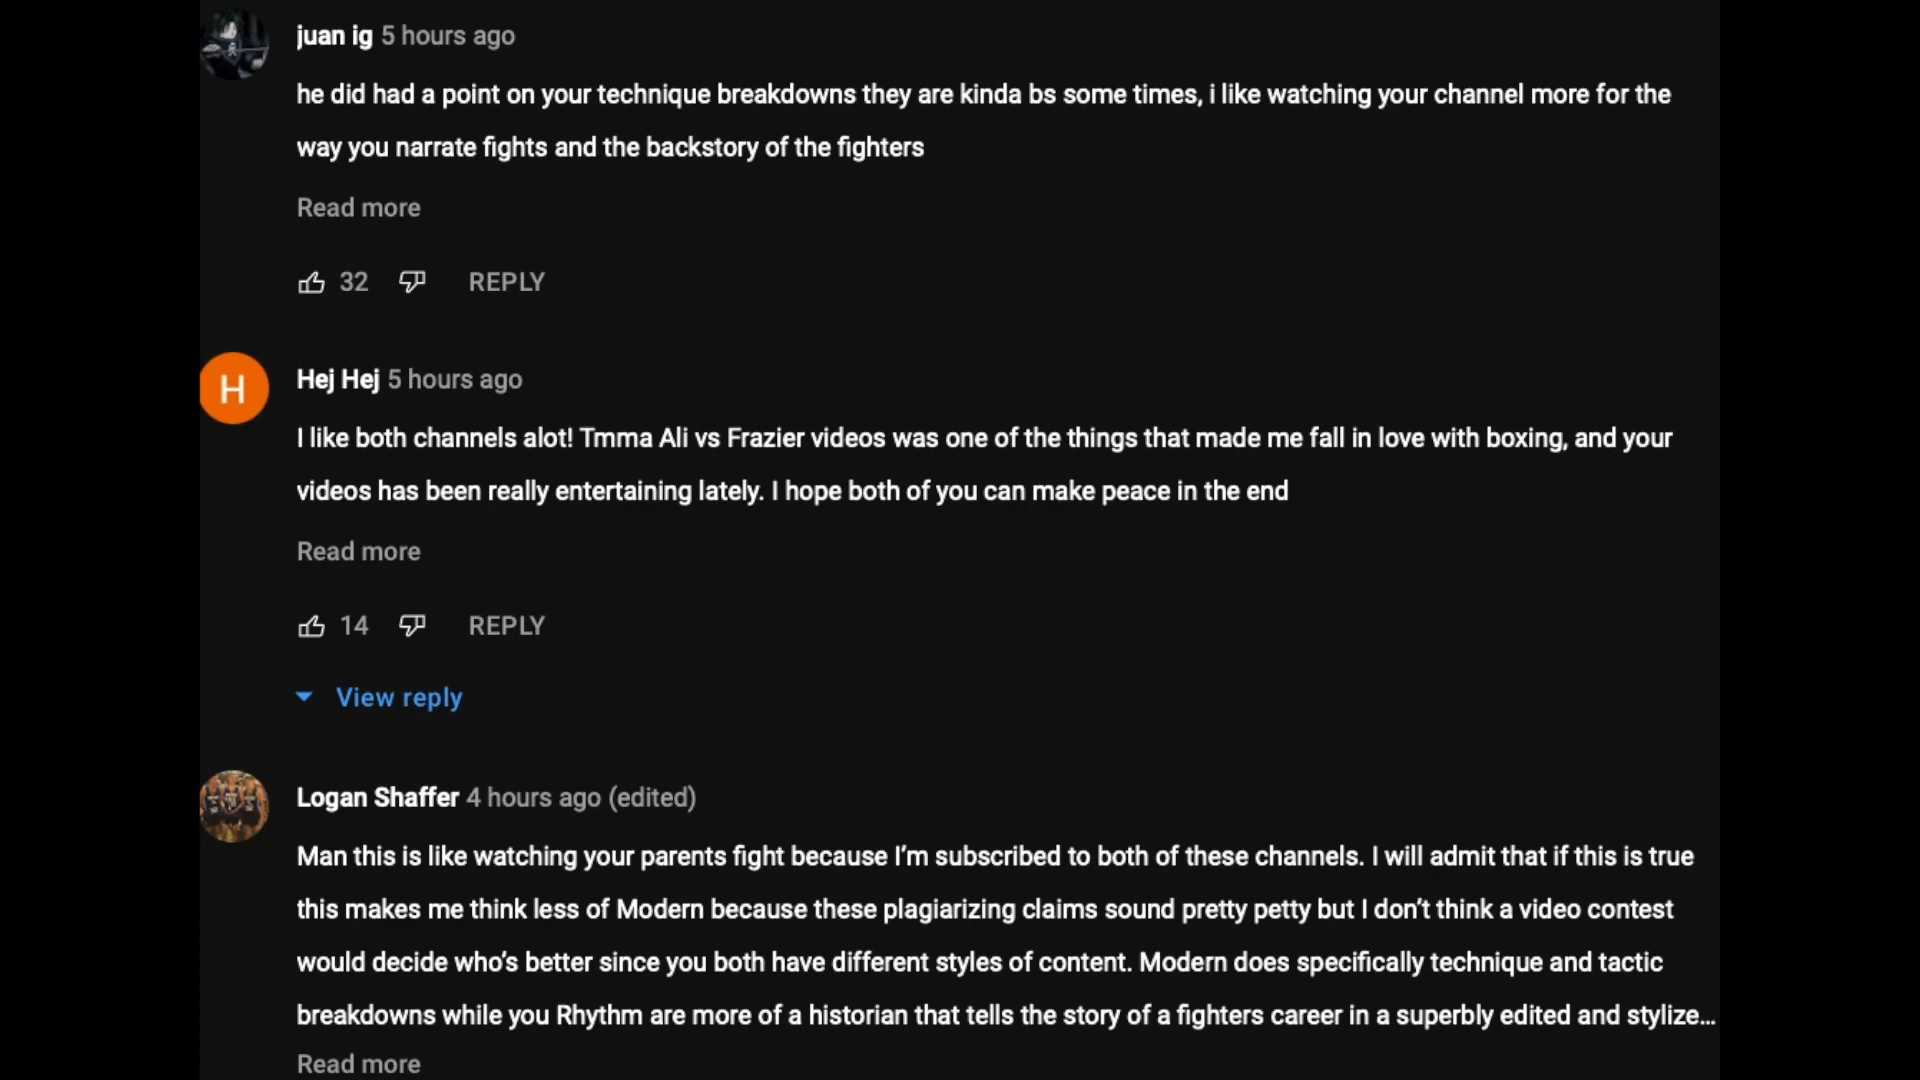 juan ig 5 hours ago
he did had a point on your technique breakdowns they are kinda bs some times, i like watching your channel more for the
way you narrate fights and the backstory of the fighters
Read more
32 REPLY
H
Hej Hej 5 hours ago
I like both channels alot! Tmma Ali vs Frazier videos was one of the things that made me fall in love with boxing, and your
videos has been really entertaining lately. I hope both of you can make peace in the end
Read more
14 REPLY
View reply
Logan Shaffer 4 hours ago (edited)
Man this is like watching your parents fight because I’m subscribed to both of these channels. I will admit that if this is true
this makes me think less of Modern because these plagiarizing claims sound pretty petty but I don’t think a video contest
would decide who’s better since you both have different styles of content. Modern does specifically technique and tactic
breakdowns while you Rhythm are more of a historian that tells the story of a fighters career in a superbly edited and stylize...
Read more